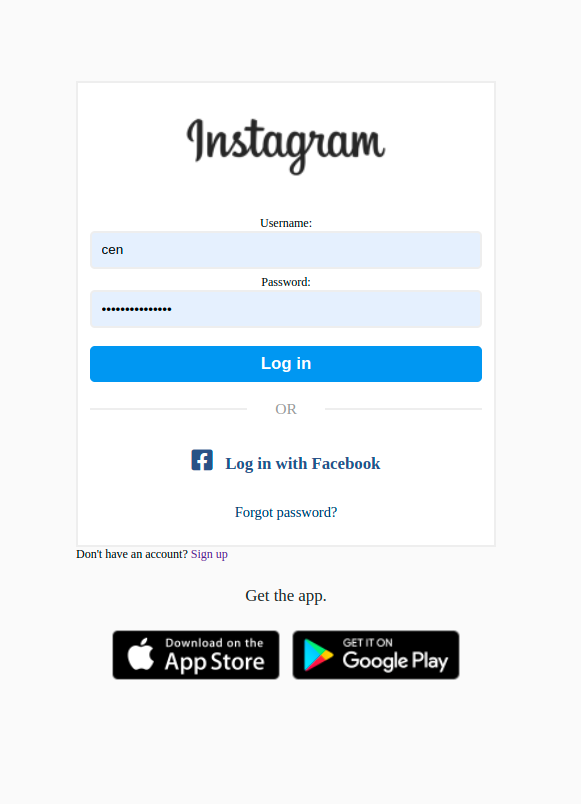 Instagram
Username:
cen
Password:
•••••••••••••••
Log in
OR
Log in with Facebook
Forgot password?
Don't have an account? Sign up
Get the app.
Download on the
App Store
GET IT ON
Google Play